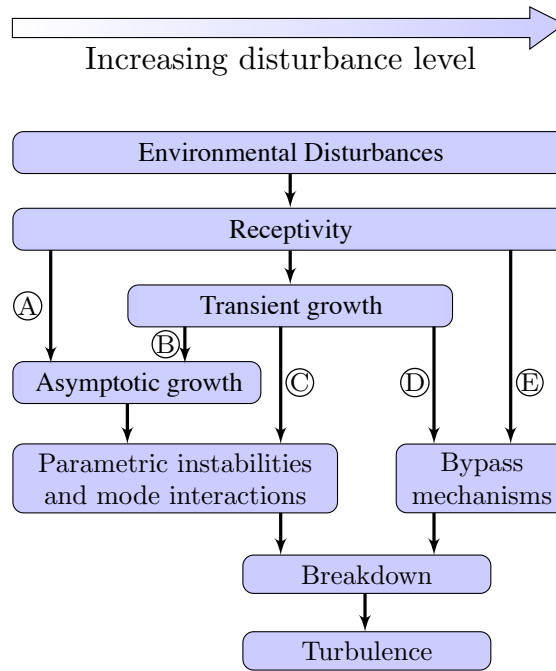 Increasing disturbance level
Environmental Disturbances
Receptivity
A
Transient growth
B
Asymptotic growth
C
D
E
Parametric instabilities
and mode interactions
Bypass
mechanisms
Breakdown
Turbulence